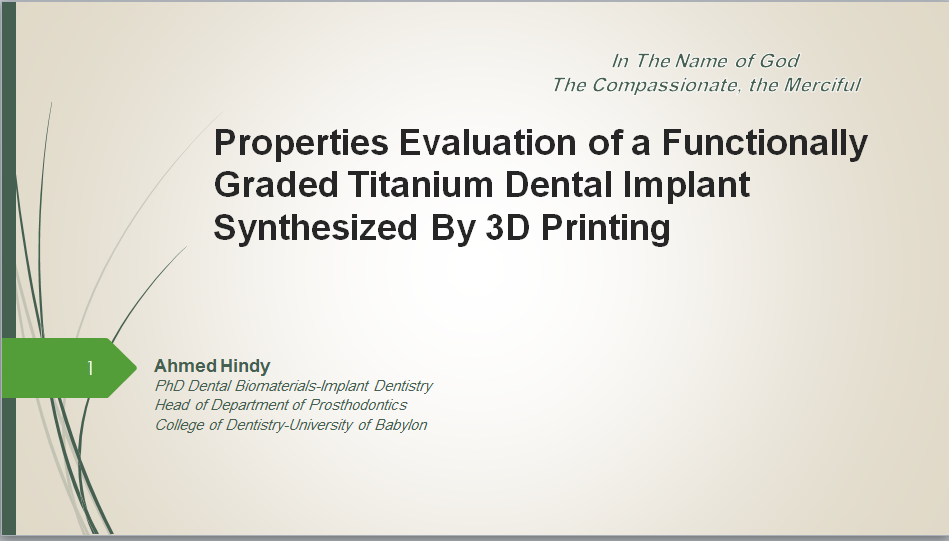 In The Name of God
The Compassionate, the Merciful
Properties Evaluation of a Functionally
Graded Titanium Dental Implant
Synthesized By 3D Printing
1
Ahmed Hindy
PhD Dental Biomaterials-Implant Dentistry
Head of Department of Prosthodontics
College of Dentistry-University of Babylon